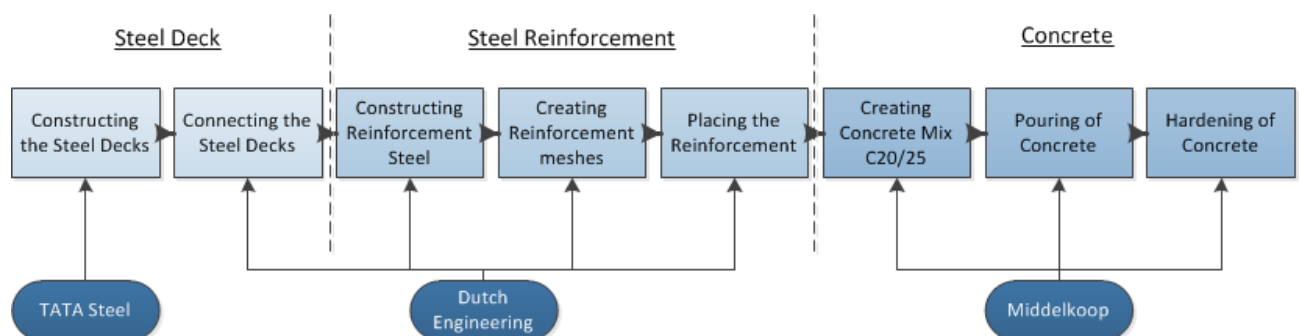 Steel Deck
Steel Reinforcement
Concrete
Constructing
the Steel Decks
Connecting the
Steel Decks
Constructing
Reinforcement
Steel
Creating
Reinforcement
meshes
Placing the
Reinforcement
Creating
Concrete Mix
C20/25
Pouring of
Concrete
Hardening of
Concrete
TATA Steel
Dutch
Engineering
Middelkoop